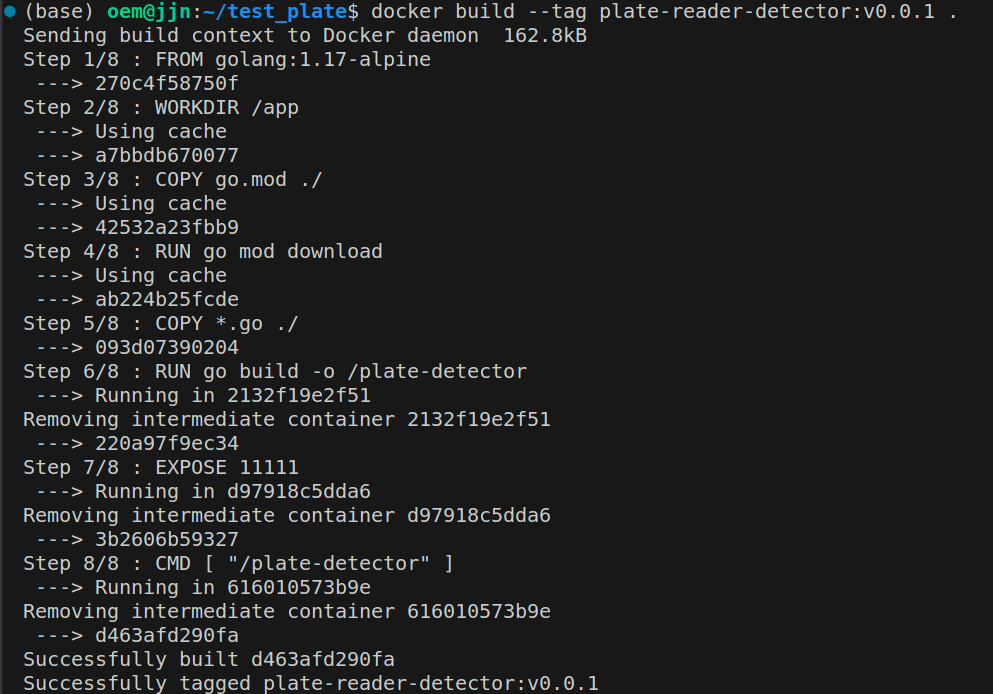 (base) oem@jjn:~/test_plate$ docker build --tag plate-reader-detector:v0.0.1 .
Sending build context to Docker daemon  162.8kB
Step 1/8 : FROM golang:1.17-alpine
 ---> 270c4f58750f
Step 2/8 : WORKDIR /app
 ---> Using cache
 ---> a7bbdb670077
Step 3/8 : COPY go.mod ./
 ---> Using cache
 ---> 42532a23fbb9
Step 4/8 : RUN go mod download
 ---> Using cache
 ---> ab224b25fcde
Step 5/8 : COPY *.go ./
 ---> 093d07390204
Step 6/8 : RUN go build -o /plate-detector
 ---> Running in 2132f19e2f51
Removing intermediate container 2132f19e2f51
 ---> 220a97f9ec34
Step 7/8 : EXPOSE 11111
 ---> Running in d97918c5dda6
Removing intermediate container d97918c5dda6
 ---> 3b2606b59327
Step 8/8 : CMD [ "/plate-detector" ]
 ---> Running in 616010573b9e
Removing intermediate container 616010573b9e
 ---> d463afd290fa
Successfully built d463afd290fa
Successfully tagged plate-reader-detector:v0.0.1